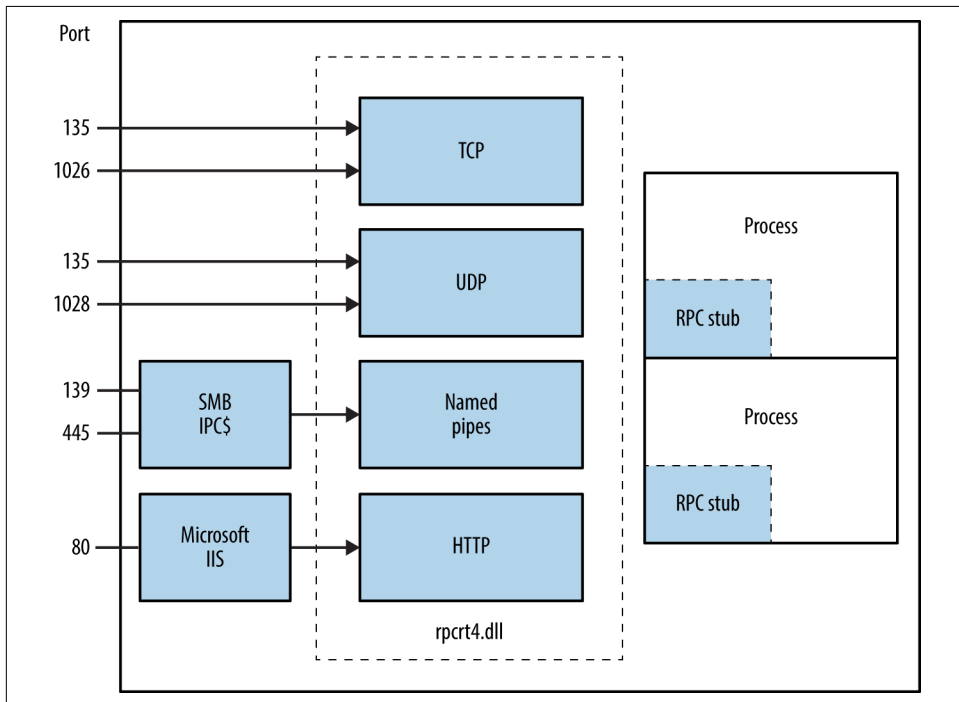 Port
135
1026
TCP
135
1028
UDP
139
445
SMB
IPC$
Named
pipes
80
Microsoft
IIS
HTTP
rpcrt4.dll
Process
RPC stub
Process
RPC stub